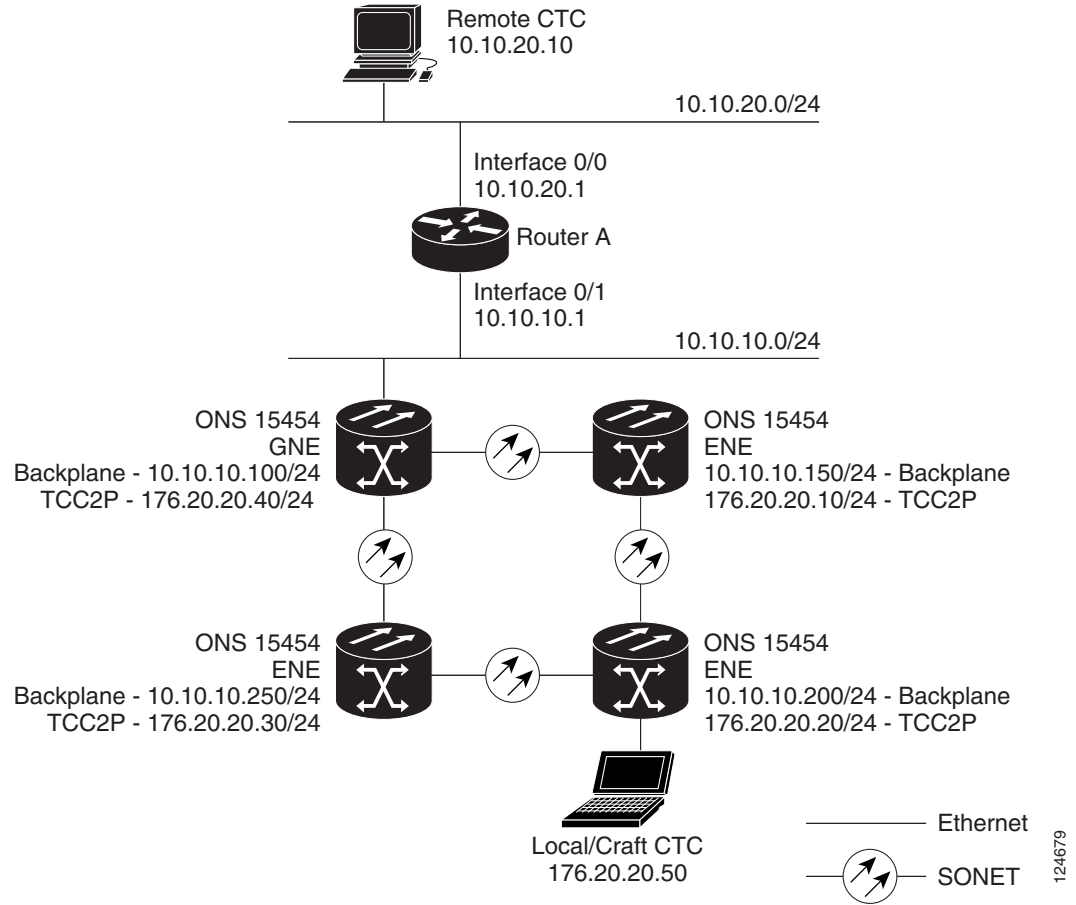 Remote CTC
10.10.20.10
10.10.20.0/24
Interface 0/0
10.10.20.1
Router A
Interface 0/1
10.10.10.1
10.10.10.0/24
ONS 15454
GNE
Backplane - 10.10.10.100/24
TCC2P - 176.20.20.40/24
ONS 15454
ENE
10.10.10.150/24 - Backplane
176.20.20.10/24 - TCC2P
ONS 15454
ENE
Backplane - 10.10.10.250/24
TCC2P - 176.20.20.30/24
ONS 15454
ENE
10.10.10.200/24 - Backplane
176.20.20.20/24 - TCC2P
Local/Craft CTC
176.20.20.50
Ethernet
SONET
124679